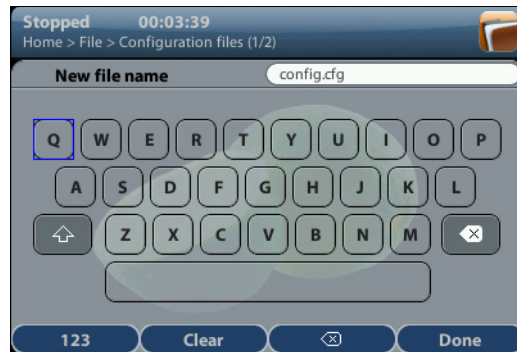 Stopped 00:03:39
Home > File > Configuration files (1/2)
New file name config.cfg
Q W E R T Y U I O P
A S D F G H J K L
Z X C V B N M
123 Clear Done